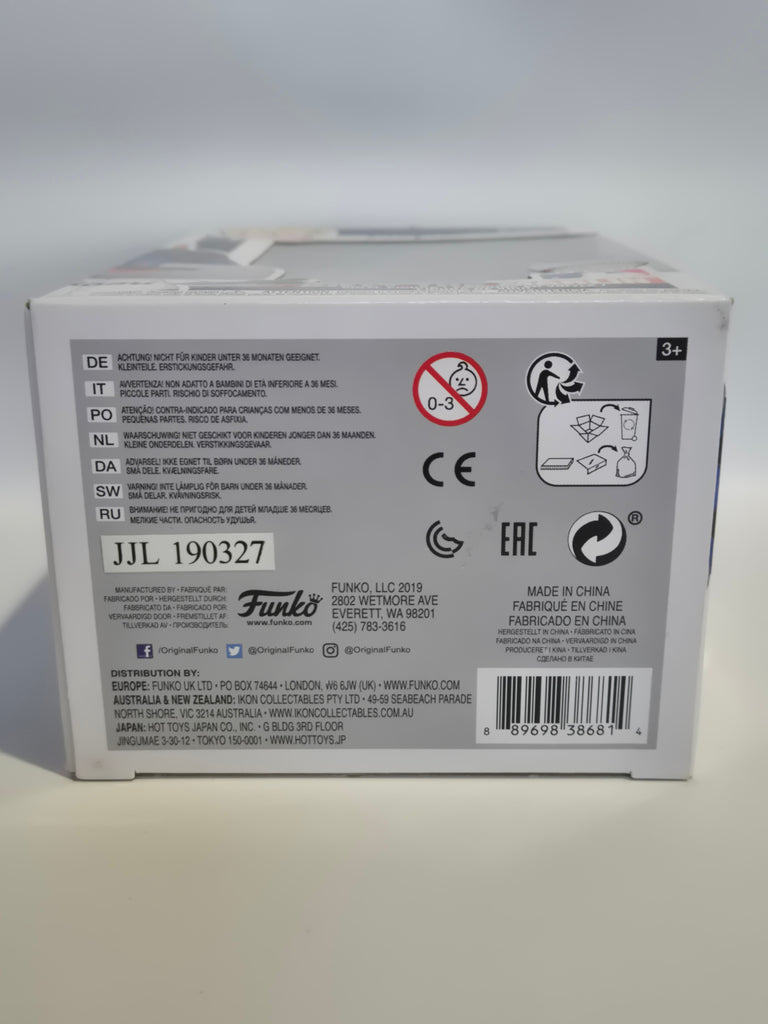 3+
DE ACHTUNG! NICHT FÜR KINDER UNTER 36 MONATEN GEEIGNET.
KLEINTEILE. ERSTICKUNGSGEFAHR.
IT AVVERTENZA! NON ADATTO A BAMBINI DI ETÀ INFERIORE A 36 MESI.
PICCOLE PARTI. RISCHIO DI SOFFOCAMENTO.
PO ATENÇÃO! CONTRA-INDICADO PARA CRIANÇAS COM MENOS DE 36 MESES.
PEQUENAS PARTES. RISCO DE ASFIXIA.
NL WAARSCHUWING! NIET GESCHIKT VOOR KINDEREN JONGER DAN 36 MAANDEN.
KLEINE ONDERDELEN. VERSTIKKINGSGEVAAR.
DA ADVARSEL! IKKE EGNET TIL BØRN UNDER 36 MÅNEDER.
SMÅ DELE. KVÆLNINGSFARE.
SW VARNING! INTE LÄMPLIG FÖR BARN UNDER 36 MÅNADER.
SMÅ DELAR. KVÄVNINGSRISK.
RU ВНИМАНИЕ! НЕ ПРИГОДНО ДЛЯ ДЕТЕЙ МЛАДШЕ 36 МЕСЯЦЕВ.
МЕЛКИЕ ЧАСТИ. ОПАСНОСТЬ УДУШЬЯ.
0-3
CE
EAC
®
JJL 190327
MANUFACTURED BY • FABRIQUÉ PAR:
FABRICADO POR • HERGESTELLT DURCH:
FABBRICATO DA • FABRICADO POR:
VERVAARDIGD DOOR • FREMSTILLET AF:
TILLVERKAD AV • ПРОИЗВОДИТЕЛЬ:
Funko
www.funko.com
FUNKO, LLC 2019
2802 WETMORE AVE
EVERETT, WA 98201
(425) 783-3616
MADE IN CHINA
FABRIQUÉ EN CHINE
FABRICADO EN CHINA
HERGESTELLT IN CHINA • FABBRICATO IN CINA
FABRICADO NA CHINA • VERVAARDIGD IN CHINA
PRODUCERET I KINA • TILLVERKAD I KINA
СДЕЛАНО В КИТАЕ
/OriginalFunko @OriginalFunko @OriginalFunko
DISTRIBUTION BY:
EUROPE: FUNKO UK LTD • PO BOX 74644 • LONDON, W6 6JW (UK) • WWW.FUNKO.COM
AUSTRALIA & NEW ZEALAND: IKON COLLECTABLES PTY LTD • 49-59 SEABEACH PARADE
NORTH SHORE, VIC 3214 AUSTRALIA • WWW.IKONCOLLECTABLES.COM.AU
JAPAN: HOT TOYS JAPAN CO., INC. • G BLDG 3RD FLOOR
JINGUMAE 3-30-12 • TOKYO 150-0001 • WWW.HOTTOYS.JP
8 89698 38681 4